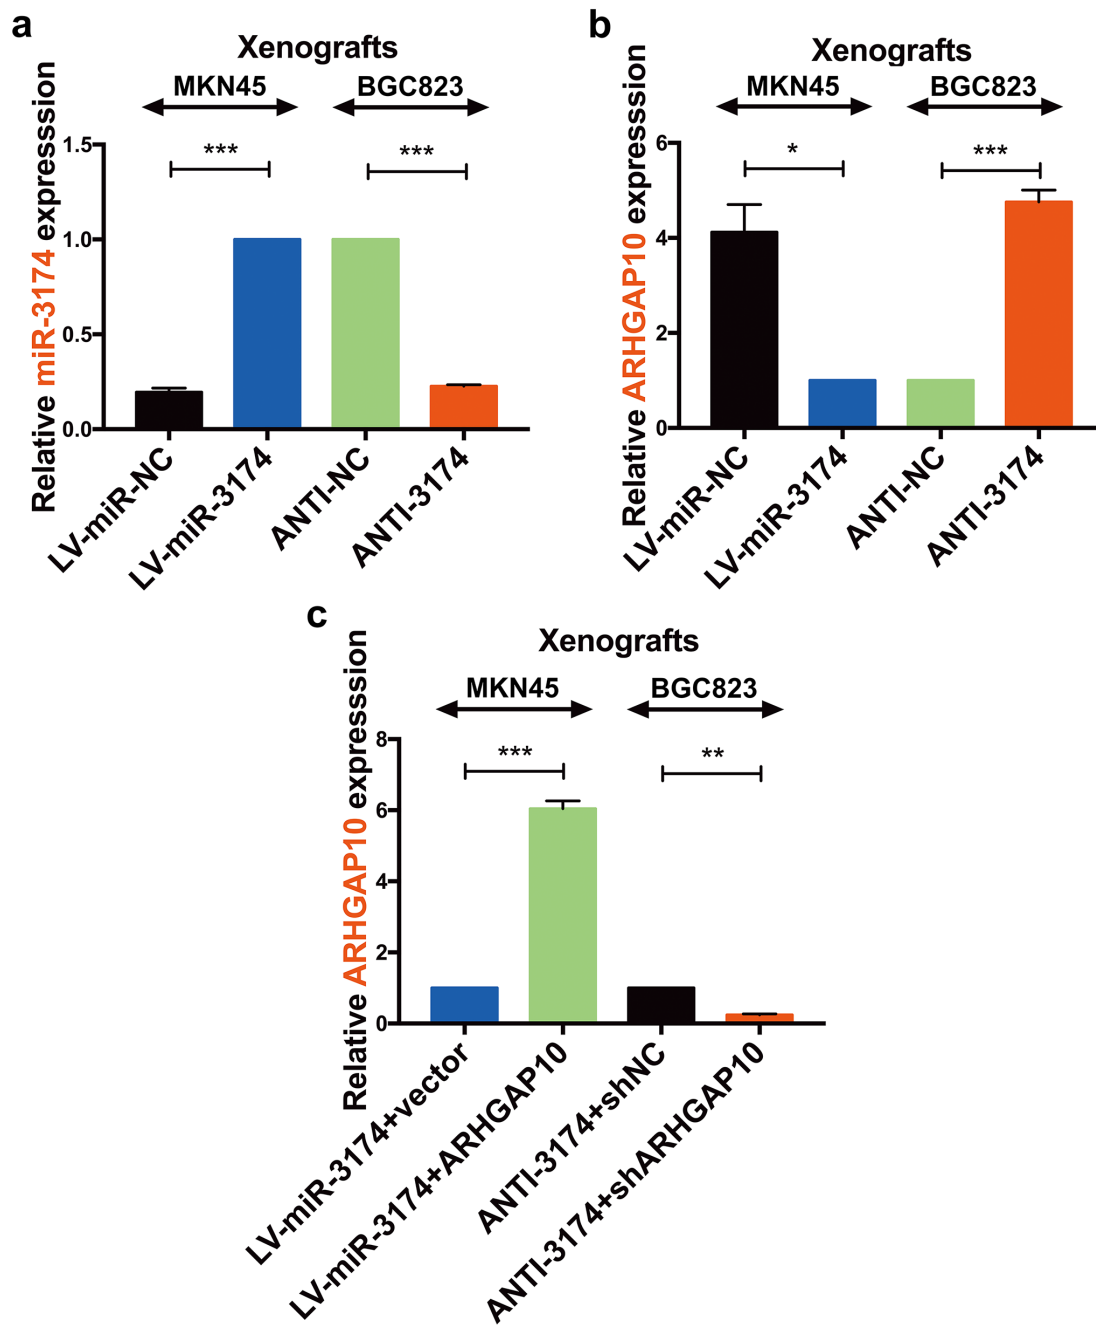 a
Xenografts
MKN45
BGC823
Relative miR-3174 expresssion
***
***
1.5
1.0
0.5
0.0
LV-miR-NC
LV-miR-3174
ANTI-NC
ANTI-3174
b
Xenografts
MKN45
BGC823
Relative ARHGAP10 expresssion
*
***
6
4
2
0
LV-miR-NC
LV-miR-3174
ANTI-NC
ANTI-3174
c
Xenografts
MKN45
BGC823
Relative ARHGAP10 expresssion
***
**
8
6
4
2
0
LV-miR-3174+vector
LV-miR-3174+ARHGAP10
ANTI-3174+shNC
ANTI-3174+shARHGAP10